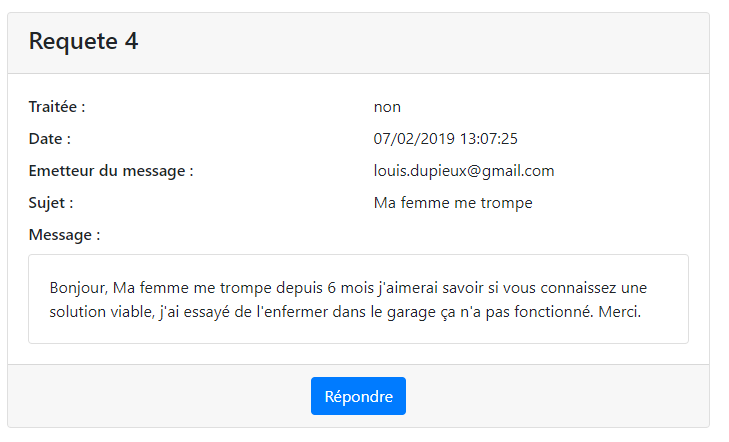 Requete 4
Traitée : non
Date : 07/02/2019 13:07:25
Emetteur du message : louis.dupieux@gmail.com
Sujet : Ma femme me trompe
Message :
Bonjour, Ma femme me trompe depuis 6 mois j'aimerai savoir si vous connaissez une
solution viable, j'ai essayé de l'enfermer dans le garage ça n'a pas fonctionné. Merci.
Répondre